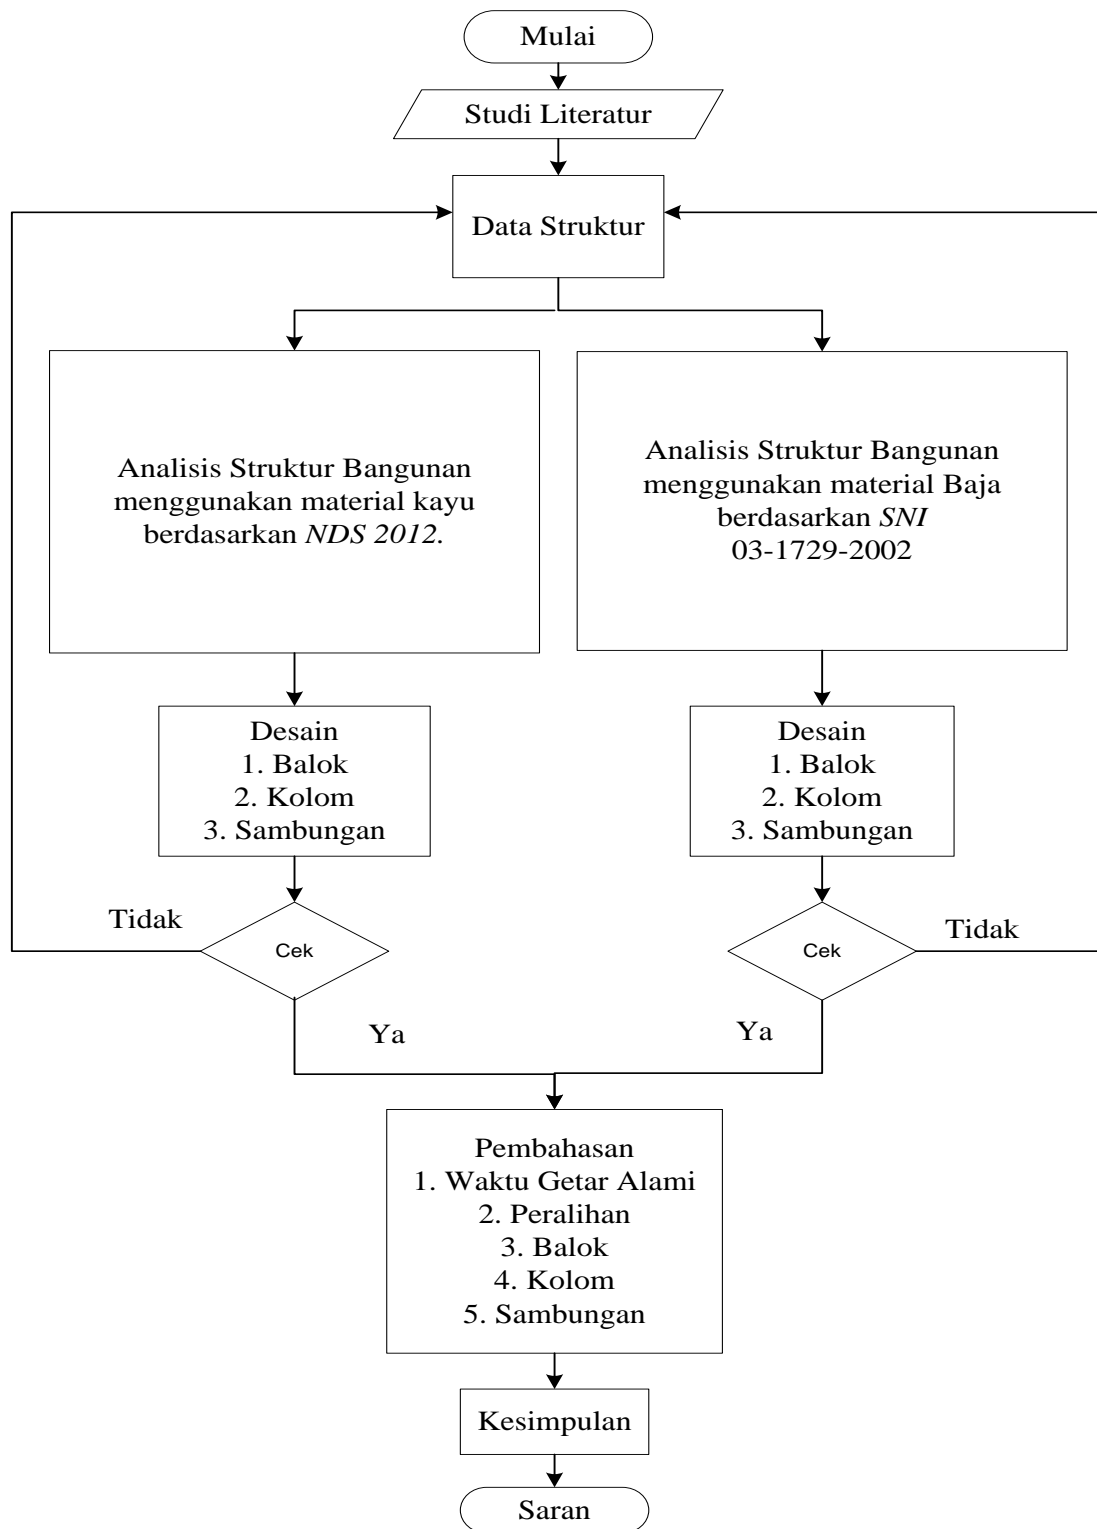 Mulai
Studi Literatur
Data Struktur
Analisis Struktur Bangunan
menggunakan material kayu
berdasarkan NDS 2012.
Analisis Struktur Bangunan
menggunakan material Baja
berdasarkan SNI
03-1729-2002
Desain
1. Balok
2. Kolom
3. Sambungan
Desain
1. Balok
2. Kolom
3. Sambungan
Tidak
Cek
Cek
Tidak
Ya
Ya
Pembahasan
1. Waktu Getar Alami
2. Peralihan
3. Balok
4. Kolom
5. Sambungan
Kesimpulan
Saran